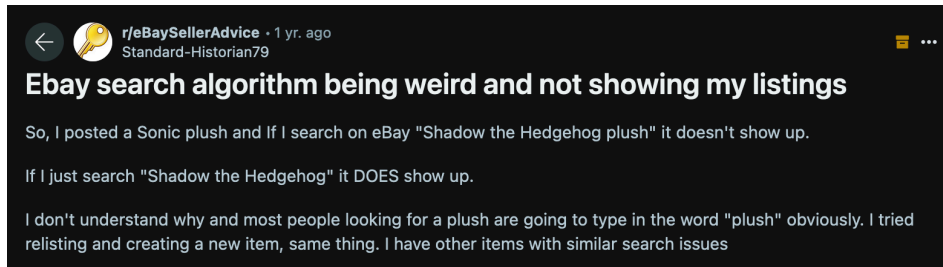 r/eBaySellerAdvice • 1 yr. ago
Standard-Historian79
Ebay search algorithm being weird and not showing my listings
So, I posted a Sonic plush and If I search on eBay "Shadow the Hedgehog plush" it doesn't show up.
If I just search "Shadow the Hedgehog" it DOES show up.
I don't understand why and most people looking for a plush are going to type in the word "plush" obviously. I tried
relisting and creating a new item, same thing. I have other items with similar search issues